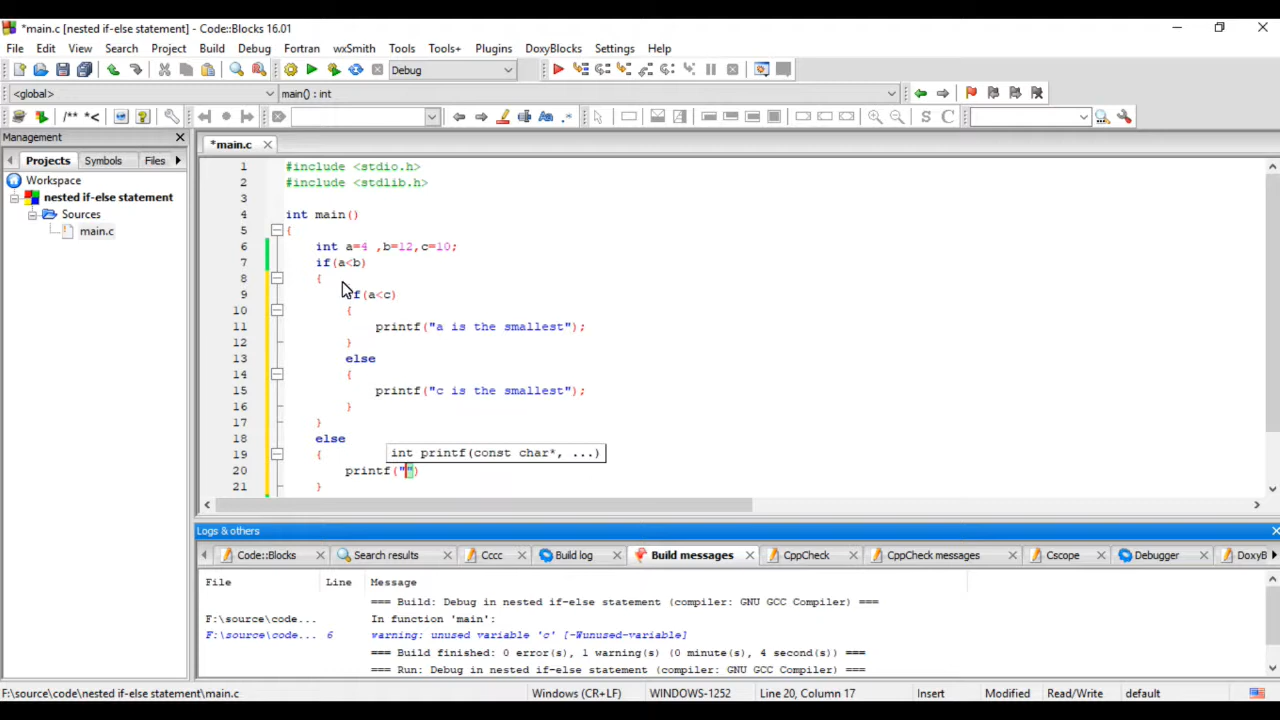 *main.c [nested if-else statement] - Code::Blocks 16.01
File Edit View Search Project Build Debug Fortran wxSmith Tools Tools+ Plugins DoxyBlocks Settings Help
Debug
<global> main() : int
/** *< Aa .* S C
Management
Projects Symbols Files
*main.c
Workspace
nested if-else statement
Sources
main.c
1 #include <stdio.h>
2 #include <stdlib.h>
3
4 int main()
5 {
6 int a=4 ,b=12,c=10;
7 if(a<b)
8 {
9 if(a<c)
10 {
11 printf("a is the smallest");
12 }
13 else
14 {
15 printf("c is the smallest");
16 }
17 }
18 else
19 {
int printf(const char*, ...)
20 printf("")
21 }
Logs & others
Code::Blocks Search results Cccc Build log Build messages CppCheck CppCheck messages Cscope Debugger DoxyB
File Line Message
=== Build: Debug in nested if-else statement (compiler: GNU GCC Compiler) ===
F:\source\code... In function 'main':
F:\source\code... 6 warning: unused variable 'c' [-Wunused-variable]
=== Build finished: 0 error(s), 1 warning(s) (0 minute(s), 4 second(s)) ===
=== Run: Debug in nested if-else statement (compiler: GNU GCC Compiler) ===
F:\source\code\nested if-else statement\main.c Windows (CR+LF) WINDOWS-1252 Line 20, Column 17 Insert Modified Read/Write default